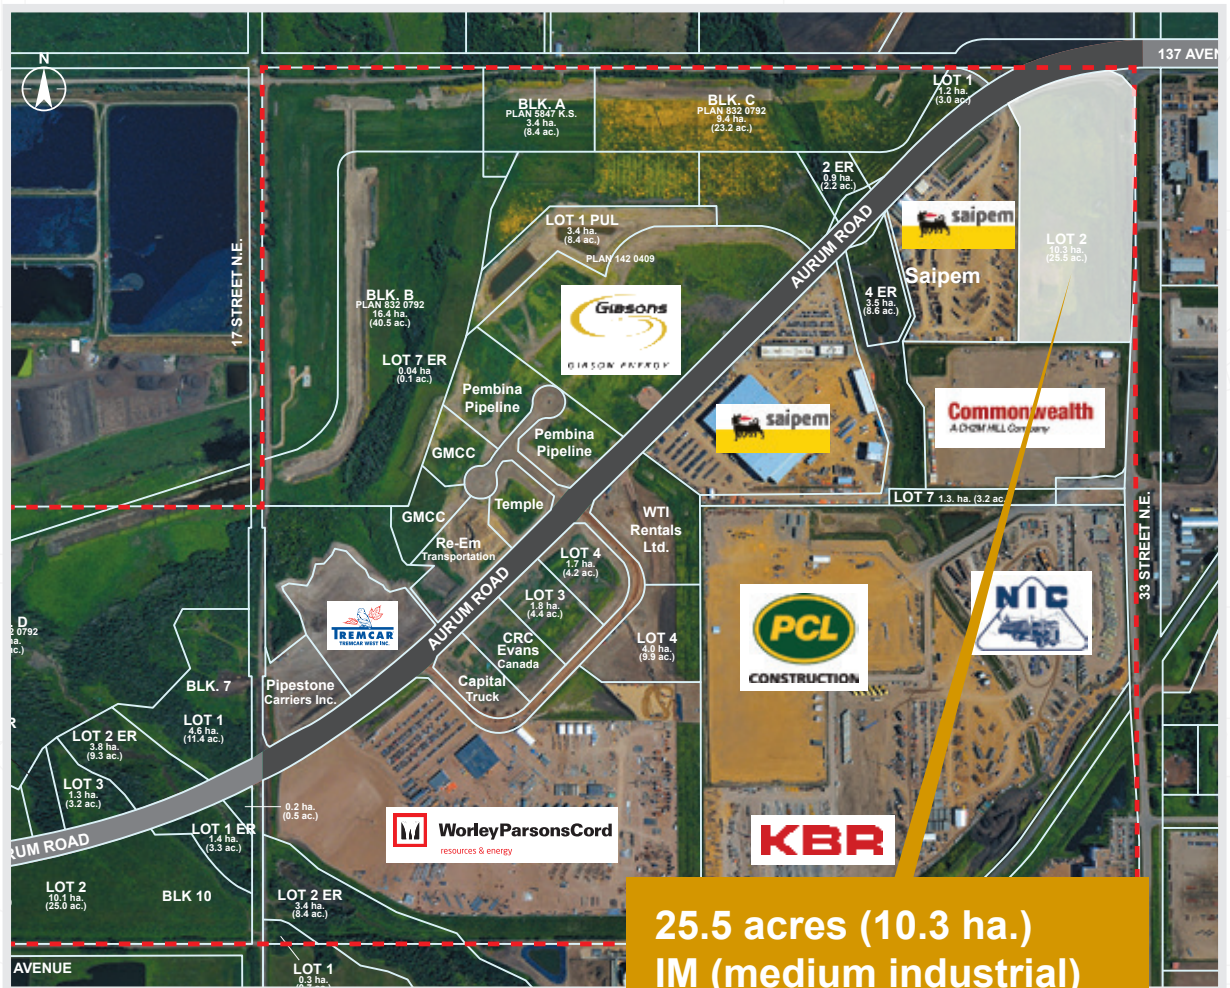 N
137 AVEN
LOT 1
1.2 ha.
(3.0 ac.)
BLK. A
PLAN 5847 K.S.
3.4 ha.
(8.4 ac.)
BLK. C
PLAN 832 0792
9.4 ha.
(23.2 ac.)
2 ER
0.9 ha.
(2.2 ac.)
LOT 1 PUL
3.4 ha.
(8.4 ac.)
PLAN 142 0409
AURUM ROAD
saipem
Saipem
LOT 2
10.3 ha.
(25.5 ac.)
17 STREET N.E.
BLK. B
PLAN 832 0792
16.4 ha.
(40.5 ac.)
4 ER
3.5 ha.
(8.6 ac.)
Gibsons
GIBSON ENERGY
LOT 7 ER
0.04 ha
(0.1 ac.)
Pembina
Pipeline
Commonwealth
A CH2M HILL Company
saipem
Pembina
Pipeline
GMCC
LOT 7 1.3. ha. (3.2 ac.
Temple
GMCC
WTI
Rentals
Ltd.
Re-Em
Transportation
33 STREET N.E.
LOT 4
1.7 ha.
(4.2 ac.)
AURUM ROAD
LOT 3
1.8 ha.
(4.4 ac.)
NIC
PCL
CONSTRUCTION
TREMCAR
TREMCAR WEST INC.
D
0792
a.
ac.)
CRC
Evans
Canada
LOT 4
4.0 ha.
(9.9 ac.)
Capital
Truck
BLK. 7
Pipestone
Carriers Inc.
LOT 1
4.6 ha.
(11.4 ac.)
R
LOT 2 ER
3.8 ha.
(9.3 ac.)
LOT 3
1.3 ha.
(3.2 ac.)
0.2 ha.
(0.5 ac.)
LOT 1 ER
1.4 ha.
(3.3 ac.)
RUM ROAD
WorleyParsonsCord
resources & energy
KBR
LOT 2
10.1 ha.
(25.0 ac.)
BLK 10
LOT 2 ER
3.4 ha.
(8.4 ac.)
25.5 acres (10.3 ha.)
IM (medium industrial)
AVENUE
LOT 1
0.3 ha.